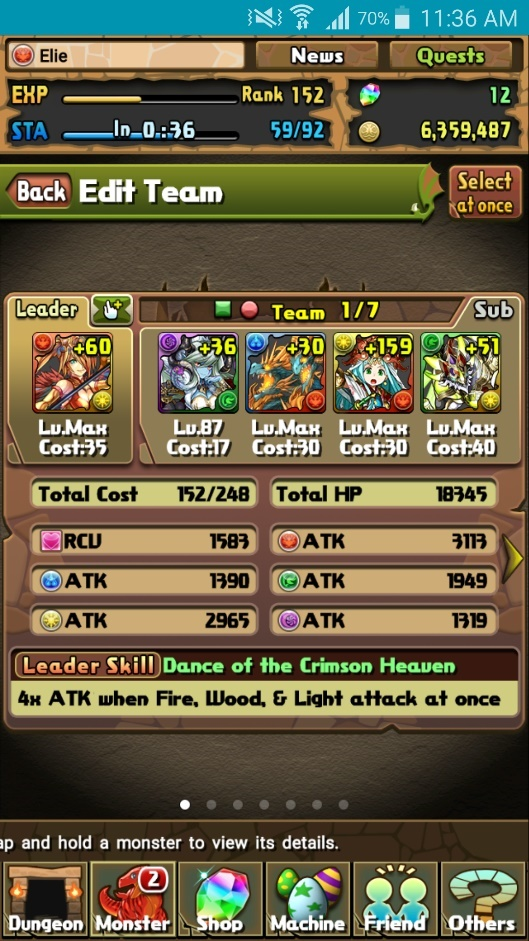 70% 11:36 AM
Elie News Quests
EXP Rank 152 12
STA In 0:36 59/92 6,359,487
Back Edit Team Select
at once
Leader Team 1/7 Sub
+60 +36 +30 +159 +51
Lv.Max Lv.87 Lv.Max Lv.Max Lv.Max
Cost:35 Cost:17 Cost:30 Cost:30 Cost:40
Total Cost 152/248 Total HP 18345
RCV 1583 ATK 3113
ATK 1390 ATK 1949
ATK 2965 ATK 1319
Leader Skill Dance of the Crimson Heaven
4x ATK when Fire, Wood, & Light attack at once
ap and hold a monster to view its details.
2
Dungeon Monster Shop Machine Friend Others